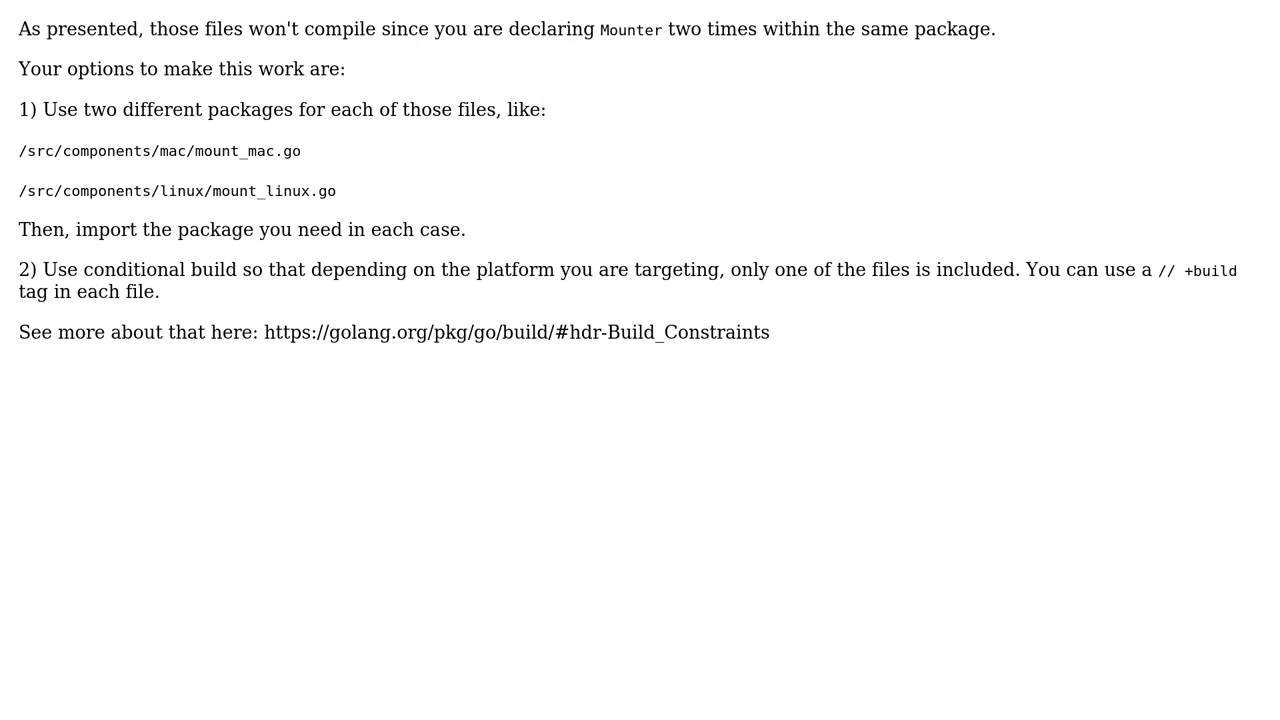 As presented, those files won't compile since you are declaring Mounter two times within the same package.
Your options to make this work are:
1) Use two different packages for each of those files, like:
/src/components/mac/mount_mac.go
/src/components/linux/mount_linux.go
Then, import the package you need in each case.
2) Use conditional build so that depending on the platform you are targeting, only one of the files is included. You can use a // +build
tag in each file.
See more about that here: https://golang.org/pkg/go/build/#hdr-Build_Constraints